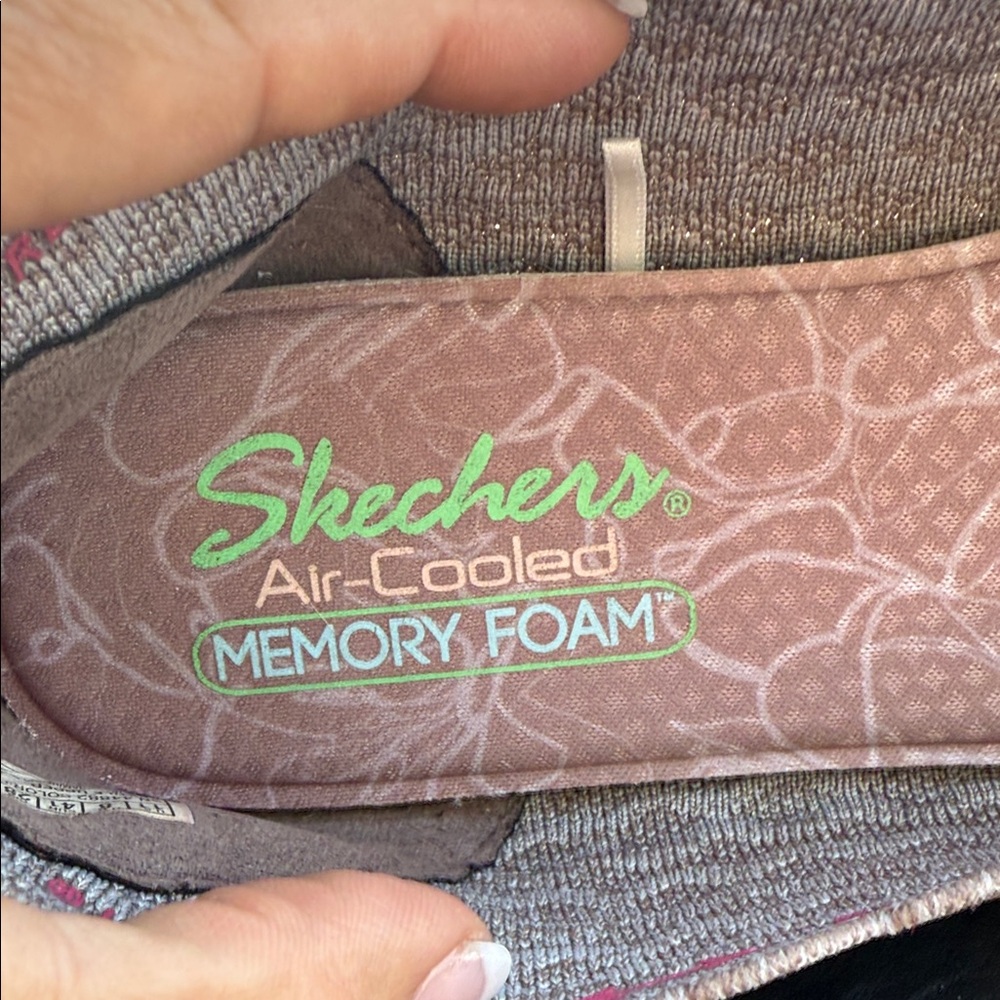 Skechers®
Air-Cooled
MEMORY FOAM™